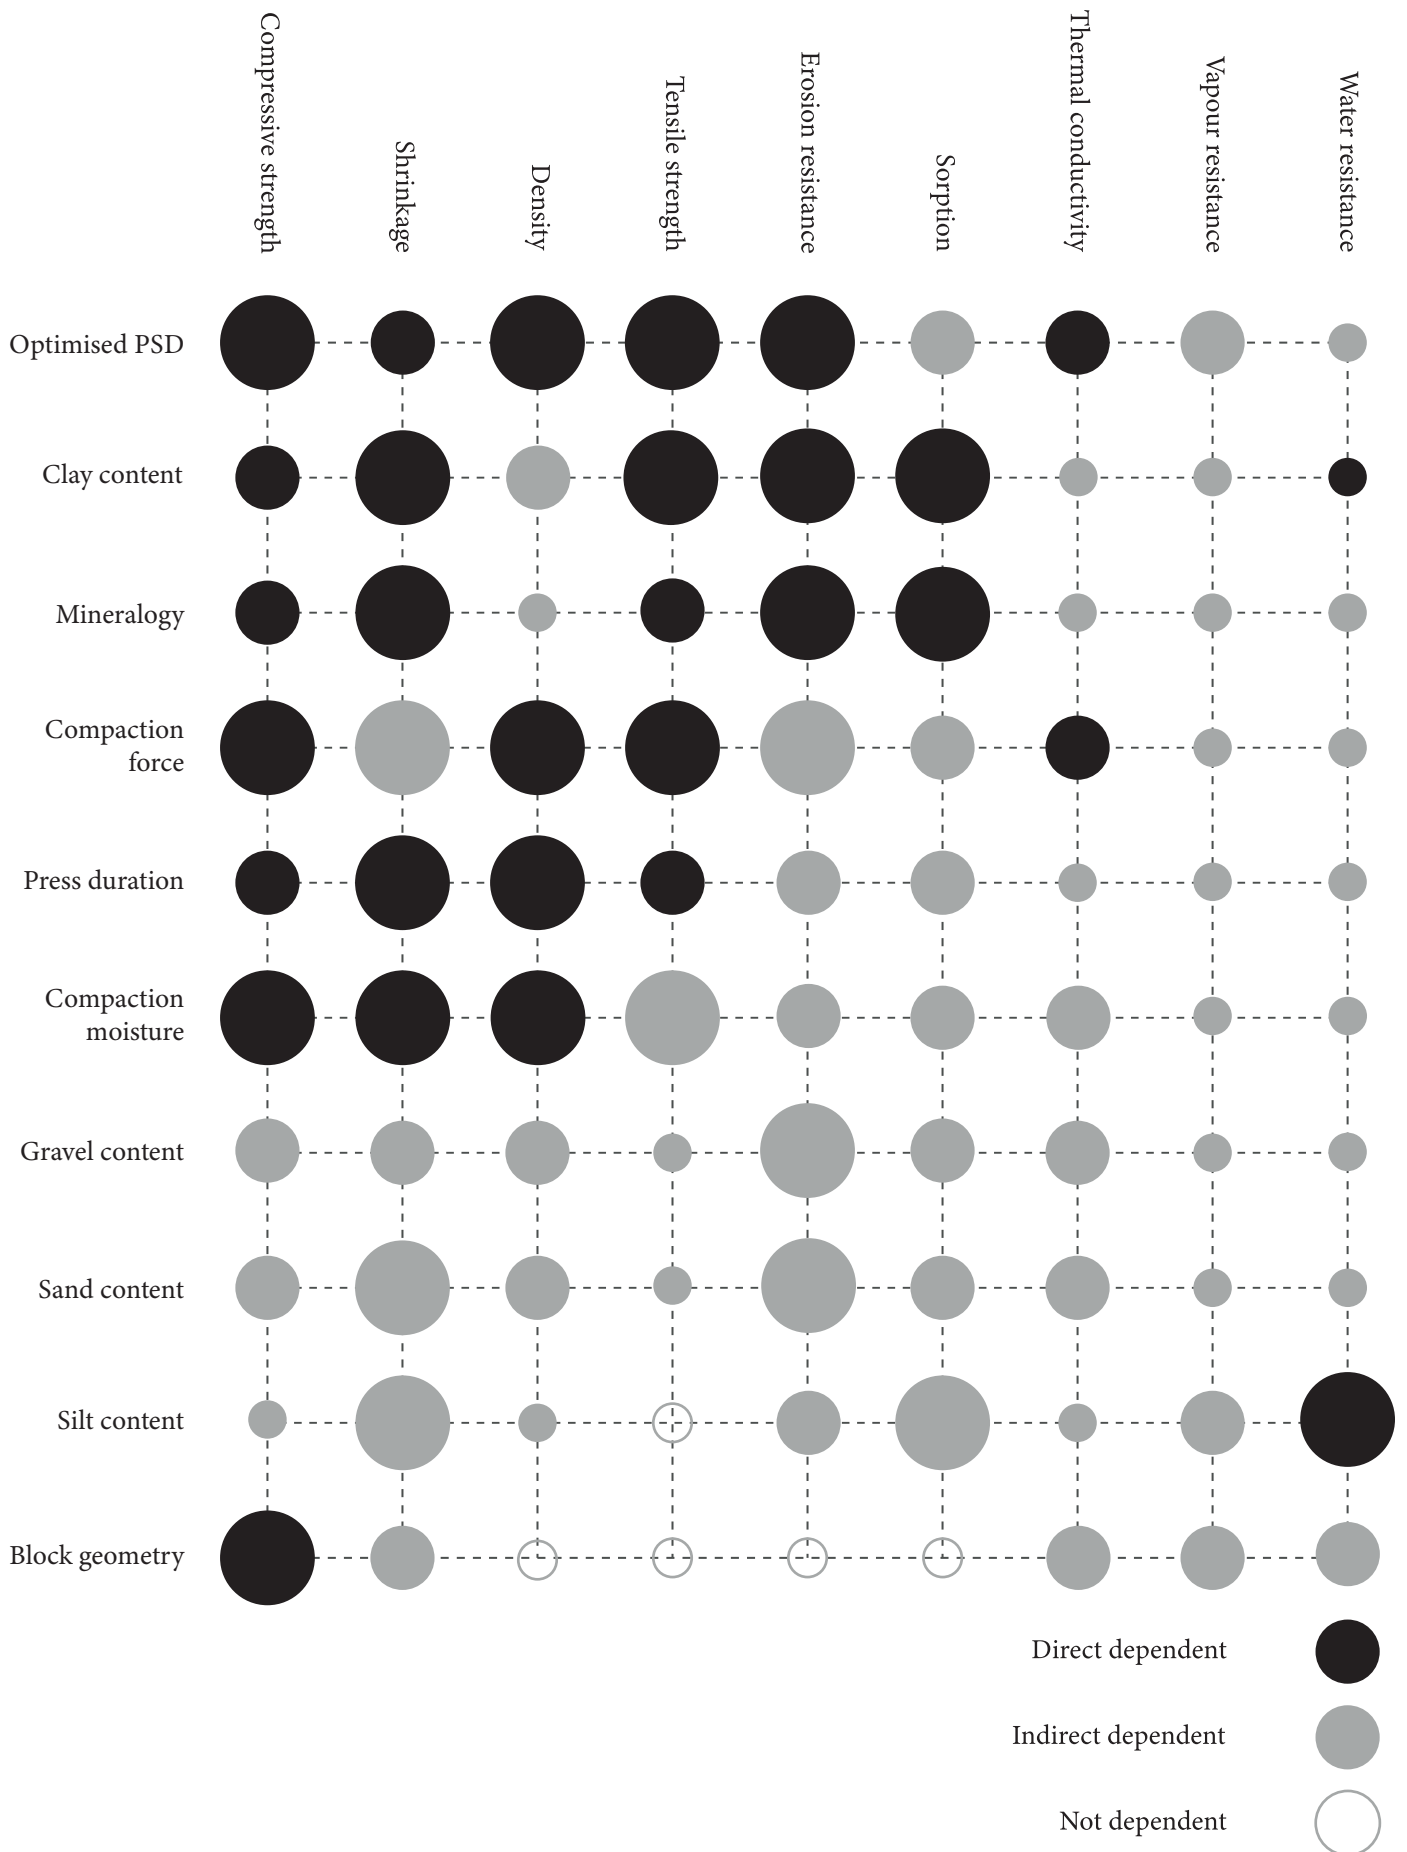 Compressive strength
Shrinkage
Density
Tensile strength
Erosion resistance
Sorption
Thermal conductivity
Vapour resistance
Water resistance
Optimised PSD
Clay content
Mineralogy
Compaction
force
Press duration
Compaction
moisture
Gravel content
Sand content
Silt content
Block geometry
Direct dependent
Indirect dependent
Not dependent